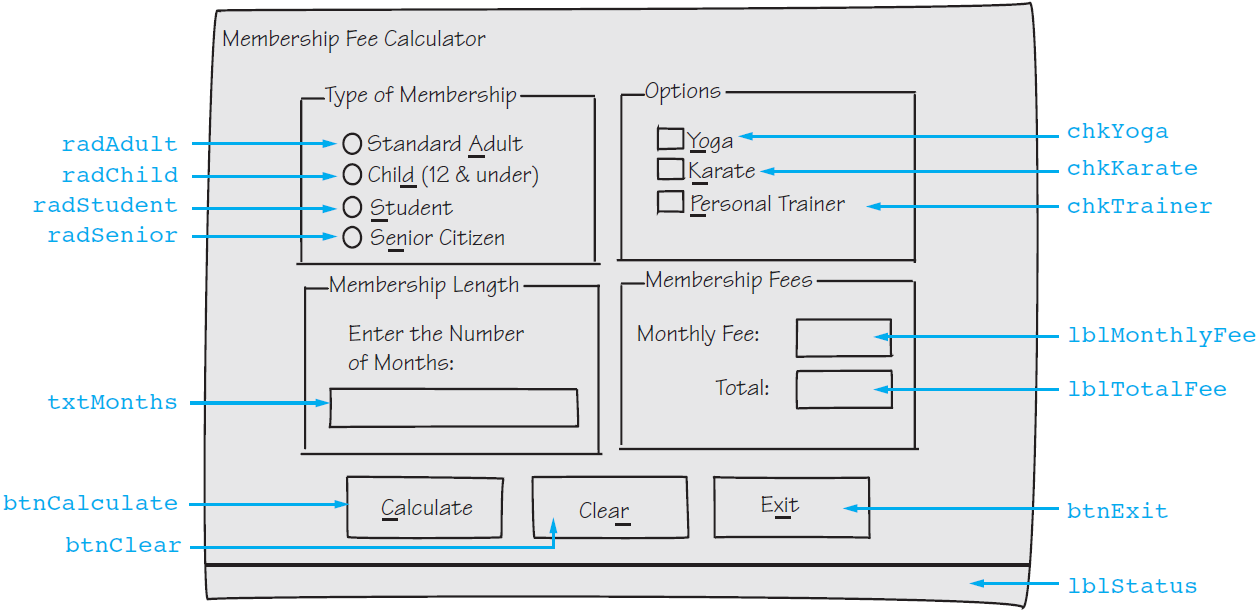 Membership Fee Calculator
Type of Membership
radAdult
Standard Adult
radChild
Child (12 & under)
radStudent
Student
radSenior
Senior Citizen
Options
Yoga
chkYoga
Karate
chkKarate
Personal Trainer
chkTrainer
Membership Length
Enter the Number
of Months:
txtMonths
Membership Fees
Monthly Fee:
lblMonthlyFee
Total:
lblTotalFee
btnCalculate
Calculate
Clear
btnClear
Exit
btnExit
lblStatus